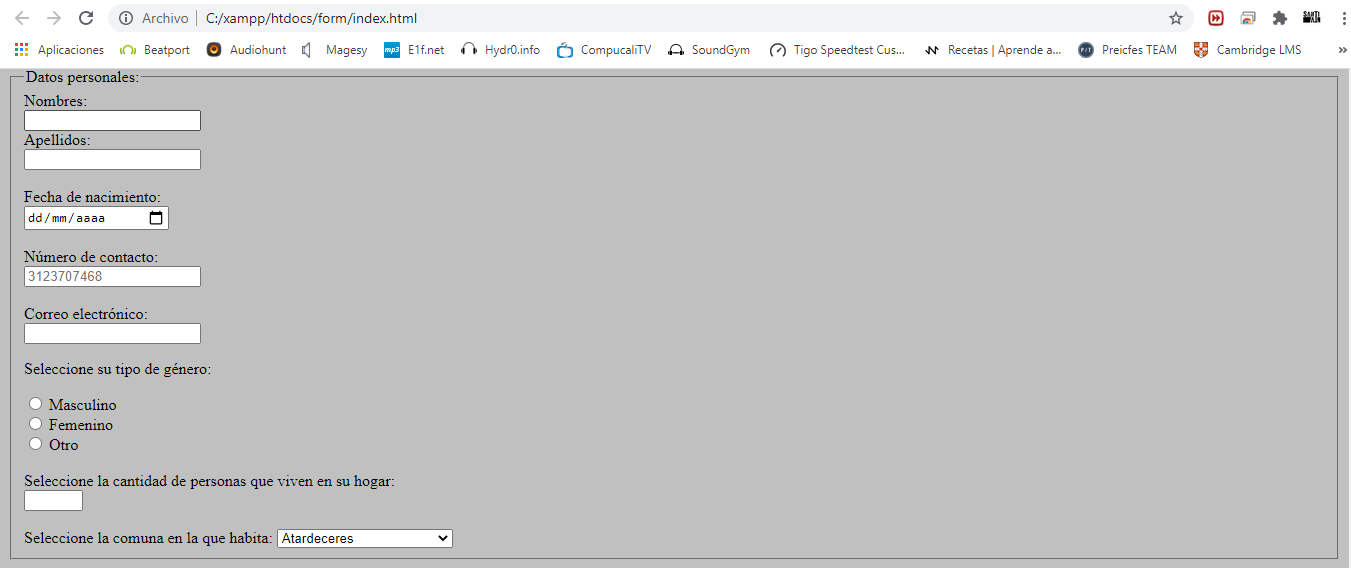 Archivo | C:/xampp/htdocs/form/index.html
Aplicaciones Beatport Audiohunt Magesy mp3 E1f.net Hydr0.info CompucaliTV SoundGym Tigo Speedtest Cus... Recetas | Aprende a... Preicfes TEAM Cambridge LMS »
Datos personales:
Nombres:
Apellidos:
Fecha de nacimiento:
dd/mm/aaaa
Número de contacto:
3123707468
Correo electrónico:
Seleccione su tipo de género:
Masculino
Femenino
Otro
Seleccione la cantidad de personas que viven en su hogar:
Seleccione la comuna en la que habita: Atardeceres